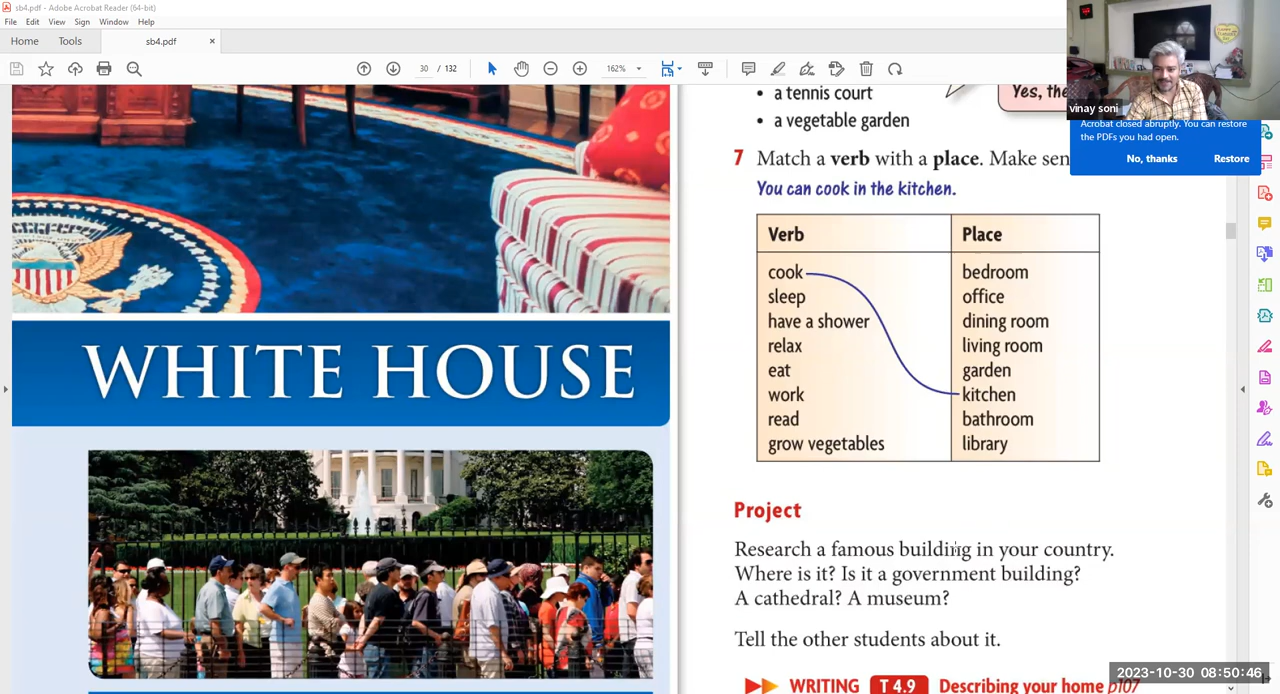 sb4.pdf - Adobe Acrobat Reader (64-bit)
File Edit View Sign Window Help
Home Tools sb4.pdf ×
30 / 132 162%
WHITE HOUSE
• a tennis court
• a vegetable garden
Yes, the
7 Match a verb with a place. Make sen
You can cook in the kitchen.
Verb Place
cook bedroom
sleep office
have a shower dining room
relax living room
eat garden
work kitchen
read bathroom
grow vegetables library
Project
Research a famous building in your country.
Where is it? Is it a government building?
A cathedral? A museum?
Tell the other students about it.
WRITING T 4.9 Describing your home p107
vinay soni
Acrobat closed abruptly. You can restore
the PDFs you had open.
No, thanks Restore
2023-10-30 08:50:46